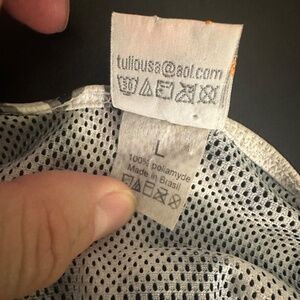 tuliousa@aol.com
L
100% poliamyde
Made in Brasil